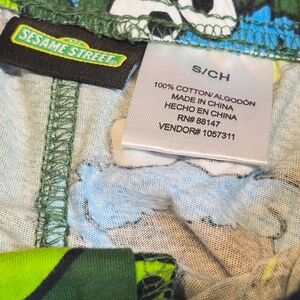 SESAME STREET
S/CH
100% COTTON/ALGODÓN
MADE IN CHINA
HECHO EN CHINA
RN# 88147
VENDOR# 1057311